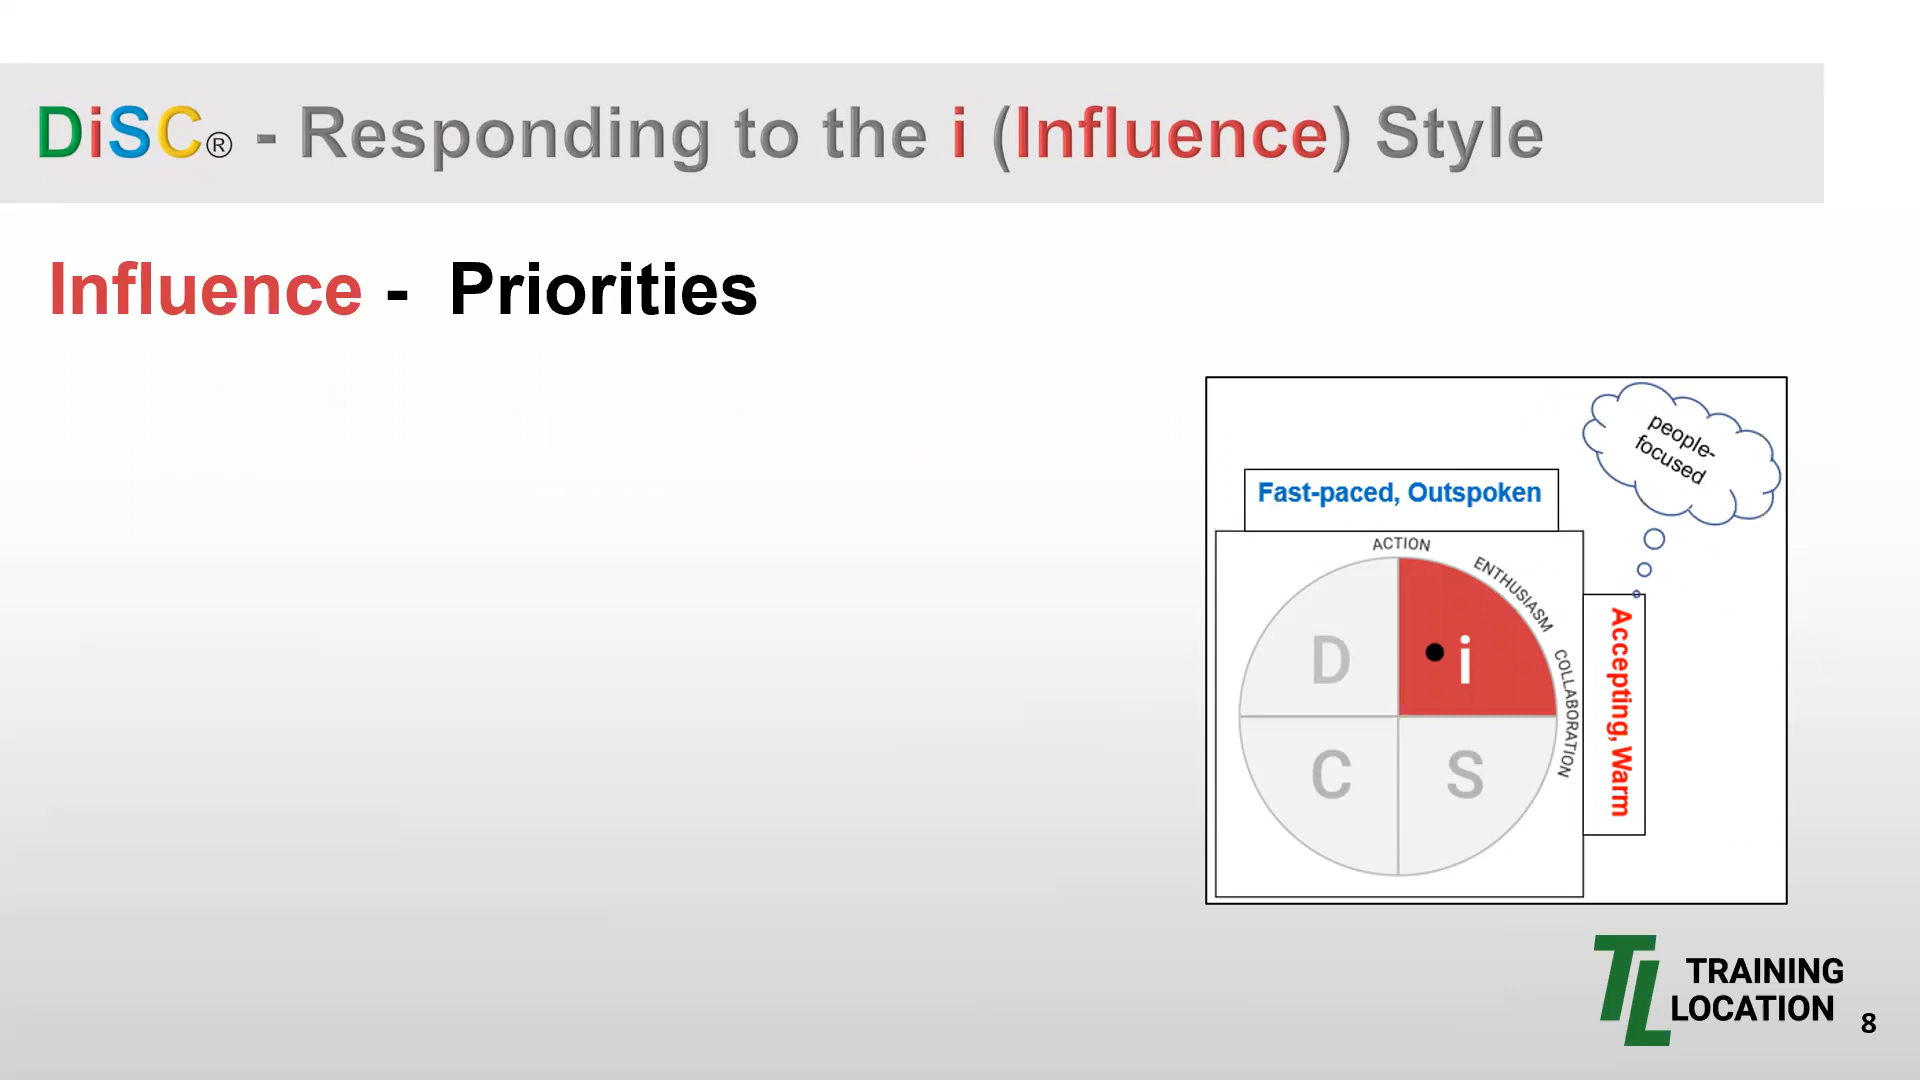 DiSC® - Responding to the i (Influence) Style
Influence - Priorities
people-
focused
Fast-paced, Outspoken
ACTION
ENTHUSIASM
COLLABORATION
Accepting, Warm
D
i
C
S
TL
TRAINING
LOCATION
8